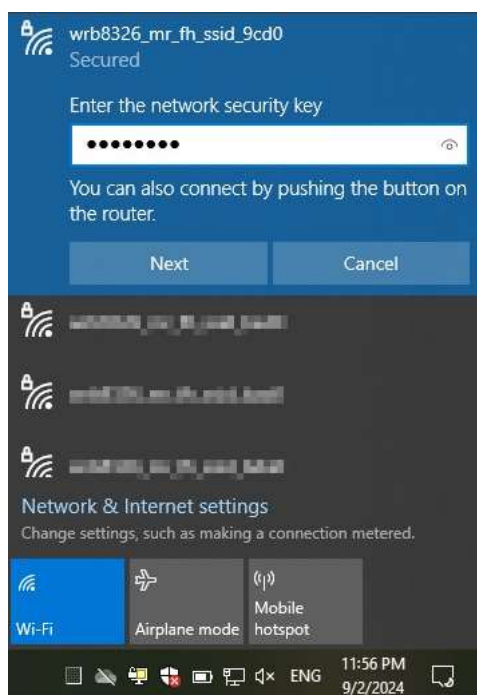 wrb8326_mr_fh_ssid_9cd0
Secured
Enter the network security key
●●●●●●●●
You can also connect by pushing the button on
the router.
Next
Cancel
Network & Internet settings
Change settings, such as making a connection metered.
Wi-Fi
Airplane mode
Mobile
hotspot
ENG
11:56 PM
9/2/2024